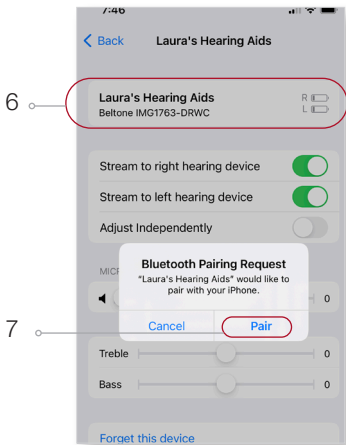 7:46
Back Laura's Hearing Aids
6
Laura's Hearing Aids R
Beltone IMG1763-DRWC L
Stream to right hearing device
Stream to left hearing device
Adjust Independently
Bluetooth Pairing Request
"Laura's Hearing Aids" would like to
pair with your iPhone.
0
7
Cancel Pair
Treble 0
Bass 0
Forget this device